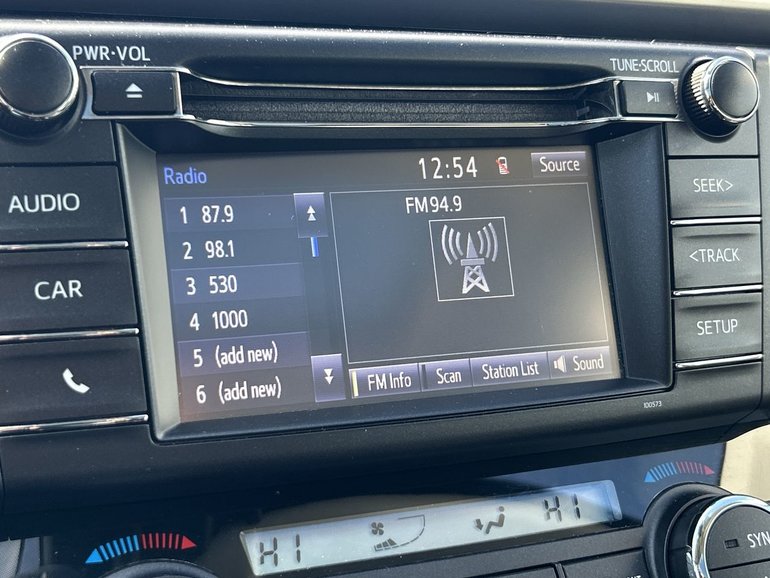 PWR·VOL
TUNE·SCROLL
AUDIO
CAR
Radio
12:54
Source
1 87.9
2 98.1
3 530
4 1000
5 (add new)
6 (add new)
FM94.9
FM Info
Scan
Station List
Sound
SEEK>
<TRACK
SETUP
100573
HI
HI
SYN